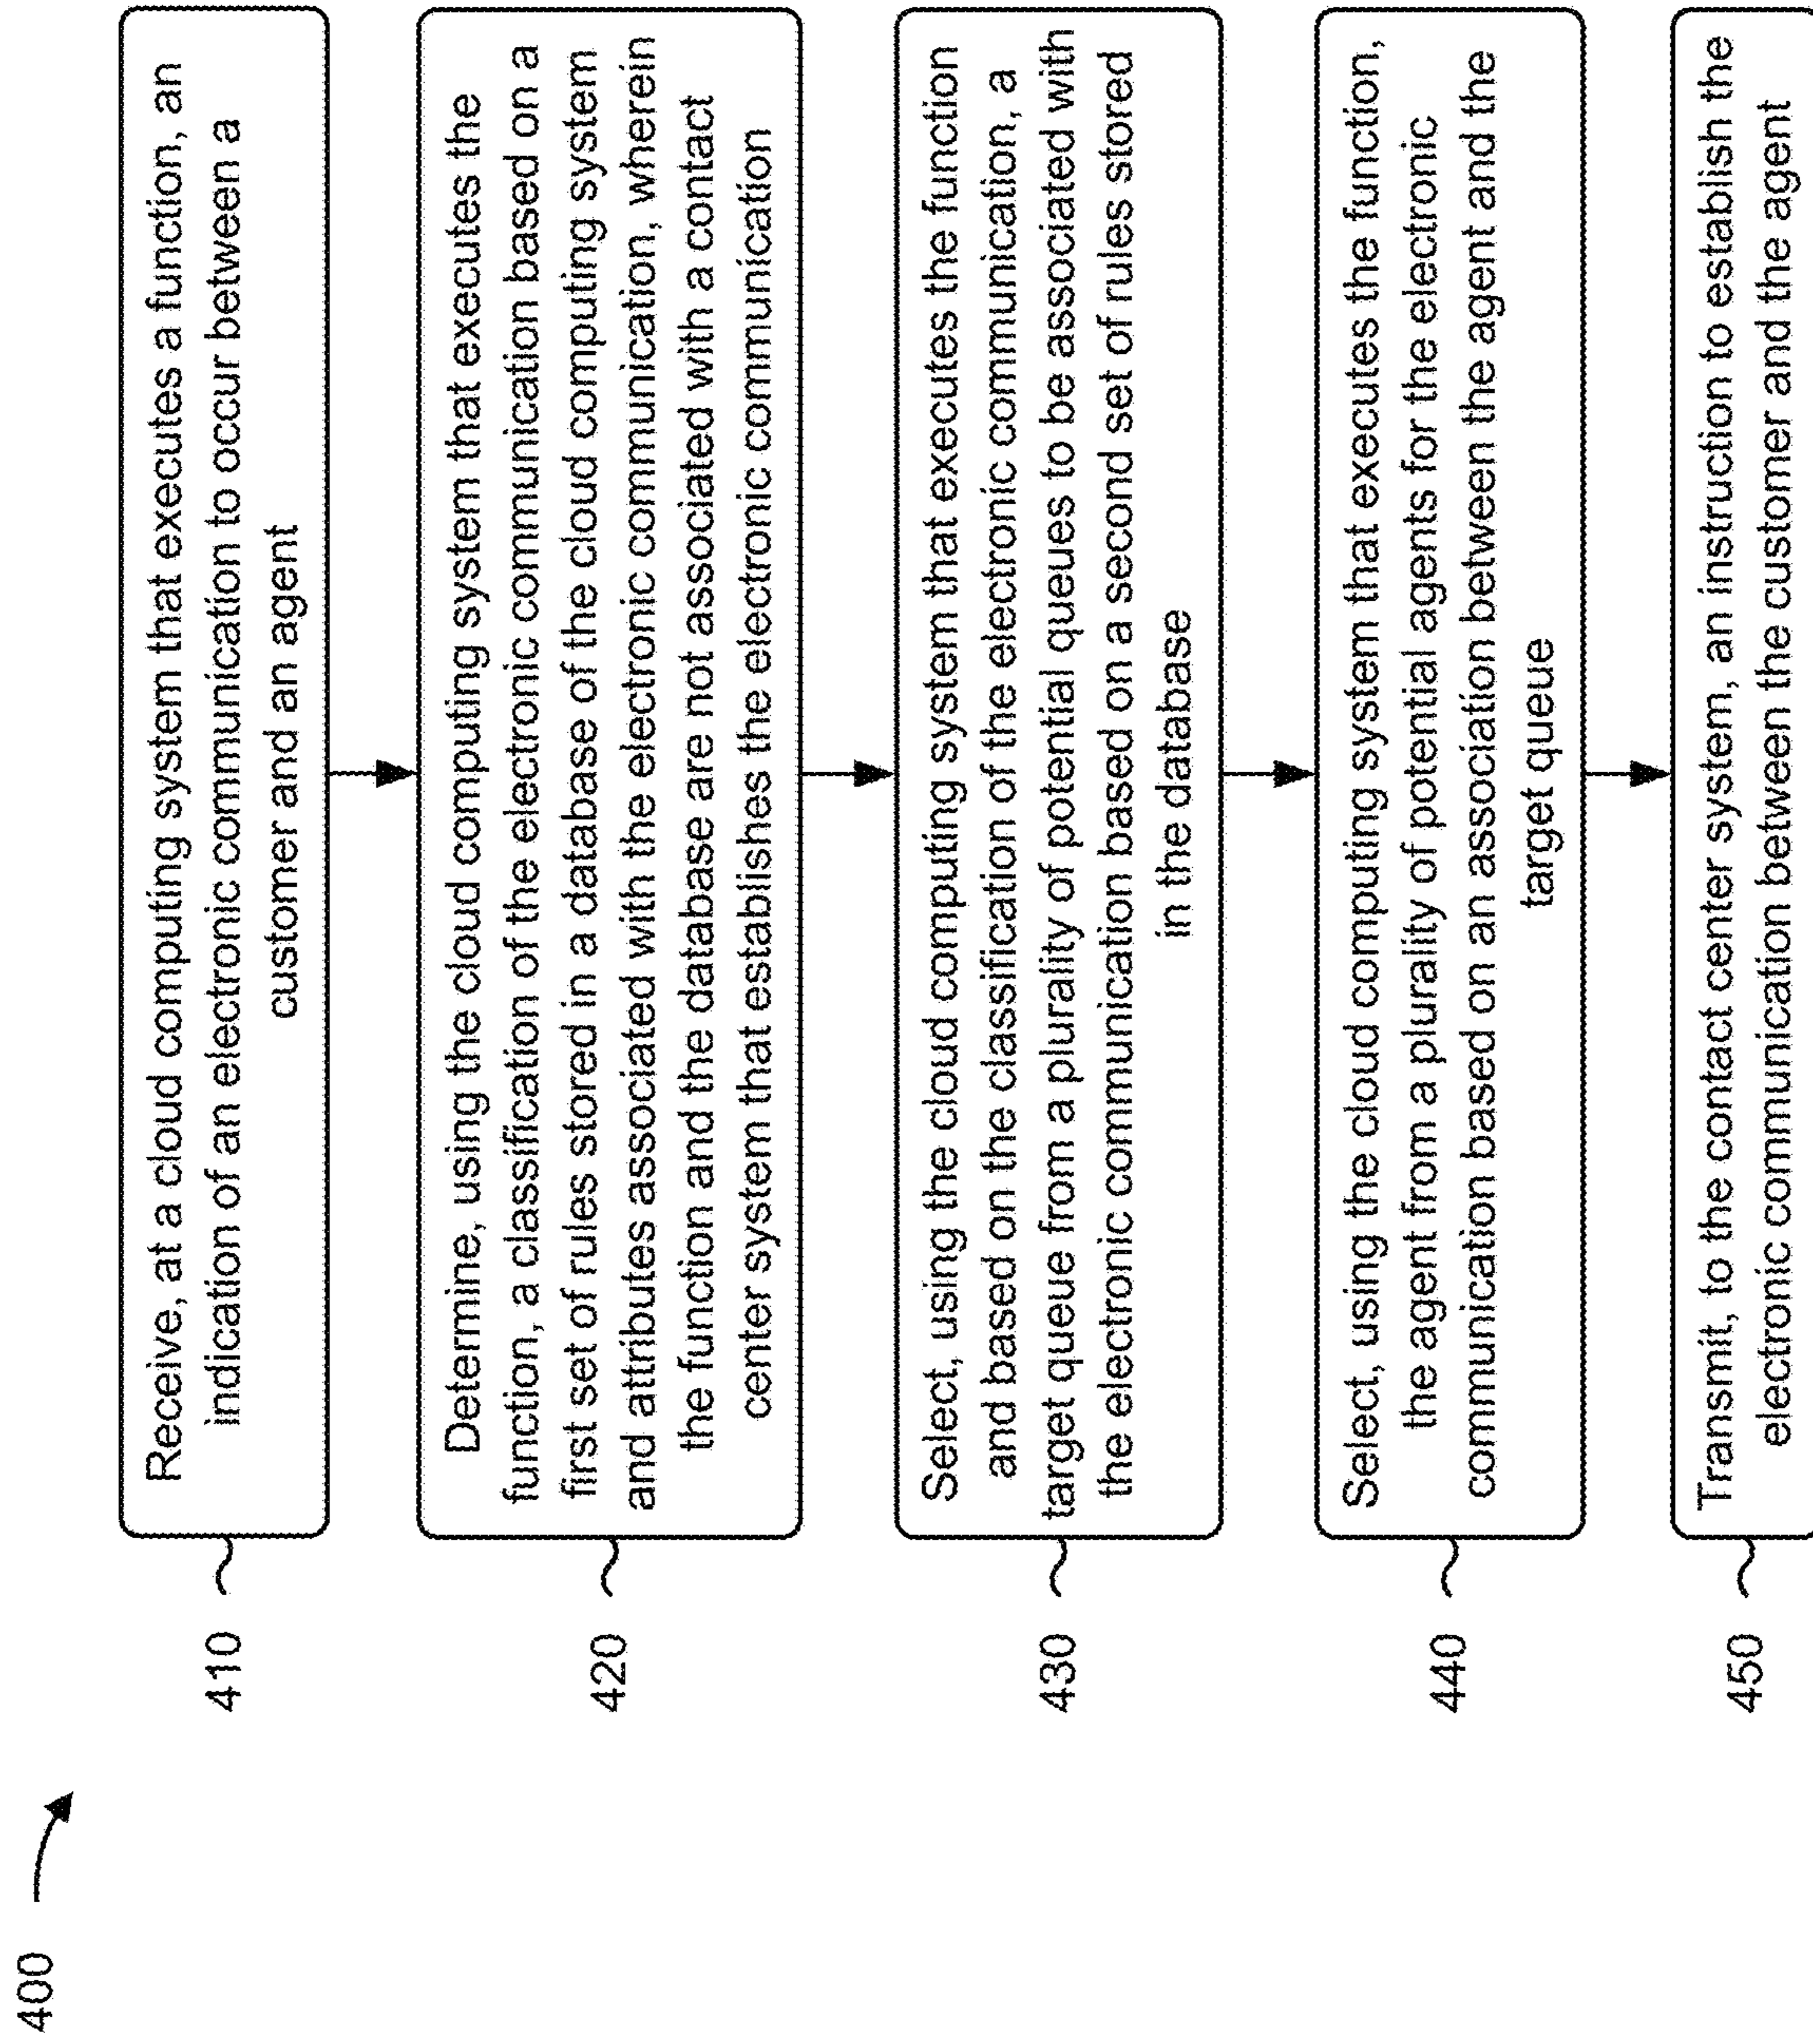 400
410
Receive, at a cloud computing system that executes a function, an
indication of an electronic communication to occur between a
customer and an agent
420
Determine, using the cloud computing system that executes the
function, a classification of the electronic communication based on a
first set of rules stored in a database of the cloud computing system
and attributes associated with the electronic communication, wherein
the function and the database are not associated with a contact
center system that establishes the electronic communication
430
Select, using the cloud computing system that executes the function
and based on the classification of the electronic communication, a
target queue from a plurality of potential queues to be associated with
the electronic communication based on a second set of rules stored
in the database
440
Select, using the cloud computing system that executes the function,
the agent from a plurality of potential agents for the electronic
communication based on an association between the agent and the
target queue
450
Transmit, to the contact center system, an instruction to establish the
electronic communication between the customer and the agent